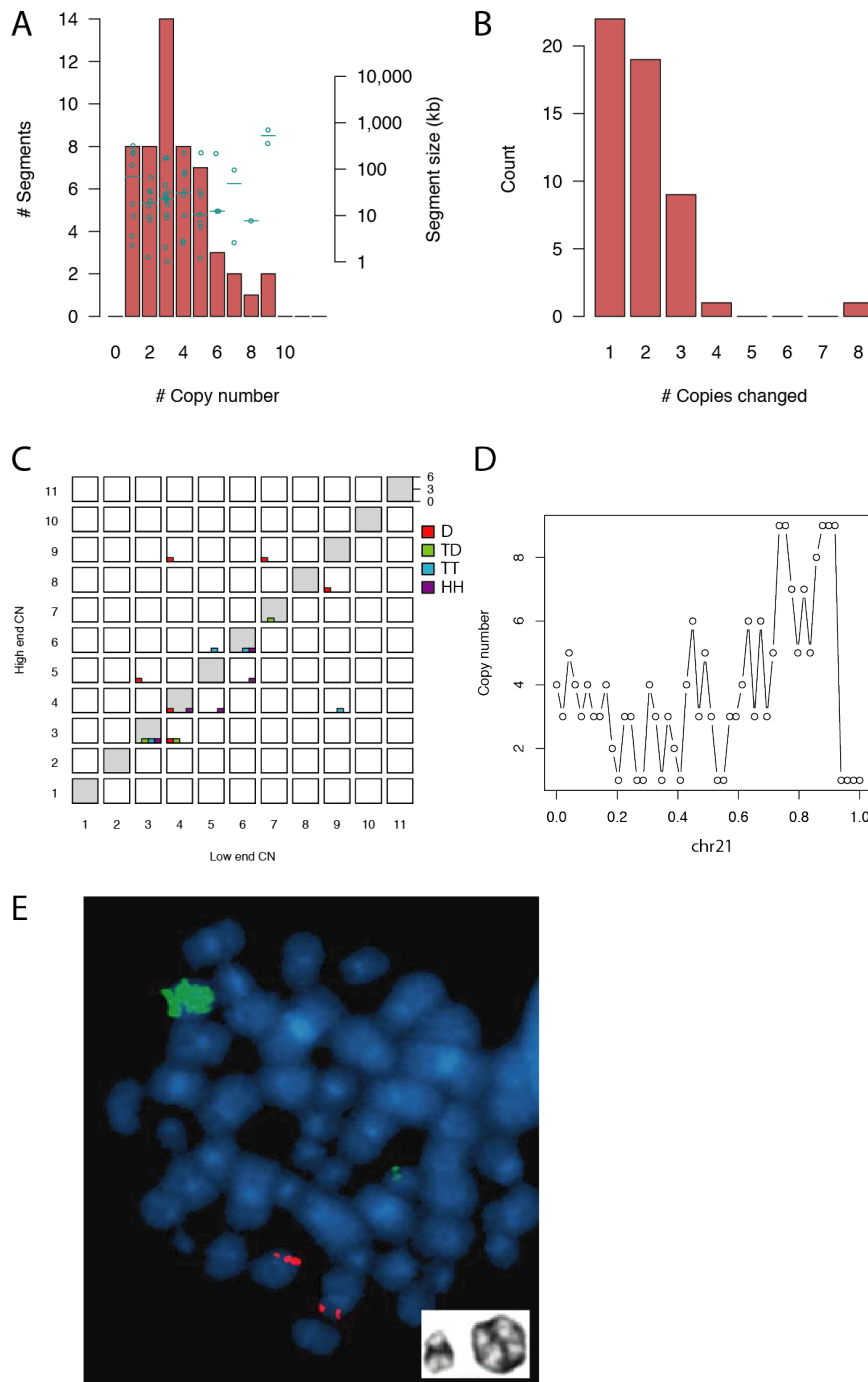 A
14
12
10
8
6
4
2
0
# Segments
10,000
1,000
100
10
1
Segment size (kb)
0 2 4 6 8 10
# Copy number
B
20
15
10
5
0
Count
1 2 3 4 5 6 7 8
# Copies changed
C
11
10
9
8
7
6
5
4
3
2
1
High end CN
6
3
0
D
TD
TT
HH
1 2 3 4 5 6 7 8 9 10 11
Low end CN
D
8
6
4
2
Copy number
0.0 0.2 0.4 0.6 0.8 1.0
chr21
E